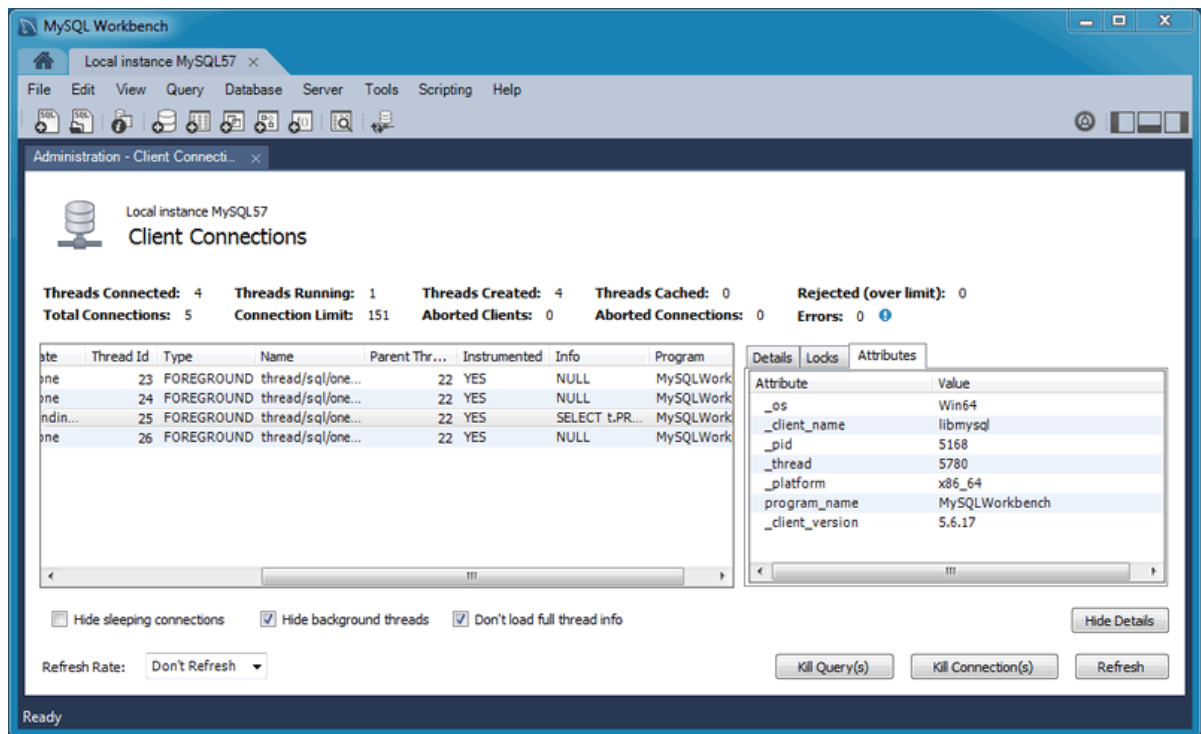 MySQL Workbench
Local instance MySQL57
File Edit View Query Database Server Tools Scripting Help
Administration - Client Connecti...
Local instance MySQL57
Client Connections
Threads Connected: 4 Threads Running: 1 Threads Created: 4 Threads Cached: 0 Rejected (over limit): 0
Total Connections: 5 Connection Limit: 151 Aborted Clients: 0 Aborted Connections: 0 Errors: 0
ate Thread Id Type Name Parent Thr... Instrumented Info Program
one 23 FOREGROUND thread/sql/one... 22 YES NULL MySQLWork
one 24 FOREGROUND thread/sql/one... 22 YES NULL MySQLWork
ndin... 25 FOREGROUND thread/sql/one... 22 YES SELECT t.PR... MySQLWork
one 26 FOREGROUND thread/sql/one... 22 YES NULL MySQLWork
Details Locks Attributes
Attribute Value
_os Win64
_client_name libmysql
_pid 5168
_thread 5780
_platform x86_64
program_name MySQLWorkbench
_client_version 5.6.17
Hide sleeping connections Hide background threads Don't load full thread info Hide Details
Refresh Rate: Don't Refresh Kill Query(s) Kill Connection(s) Refresh
Ready